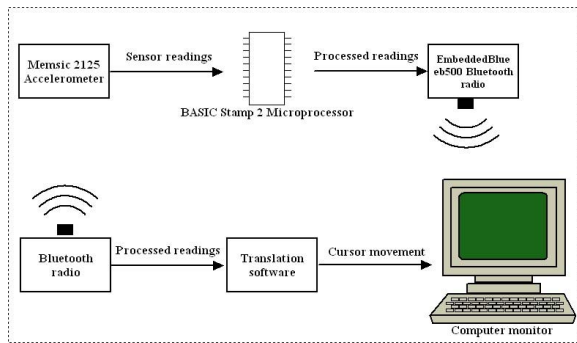 Memsic 2125
Accelerometer
Sensor readings
BASIC Stamp 2 Microprocessor
Processed readings
EmbeddedBlue
eb500 Bluetooth
radio
Bluetooth
radio
Processed readings
Translation
software
Cursor movement
Computer monitor